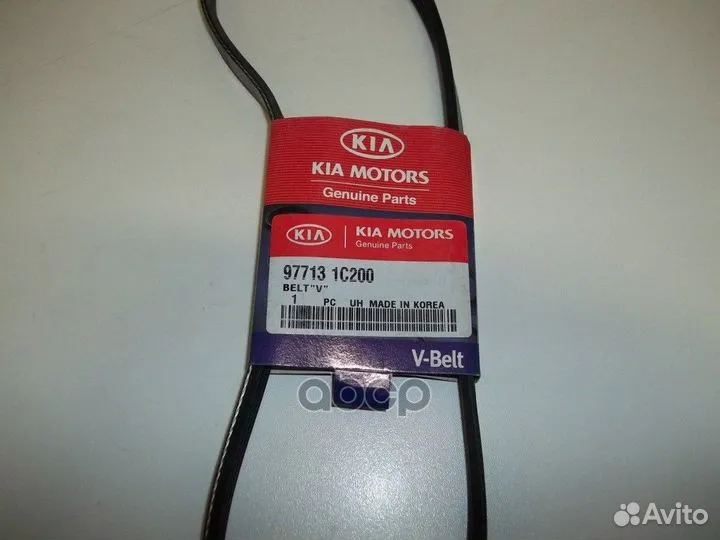 KIA
KIA MOTORS
Genuine Parts
KIA KIA MOTORS
Genuine Parts
97713 1C200
BELT"V"
1 PC UH MADE IN KOREA
V-Belt
abcp
Avito